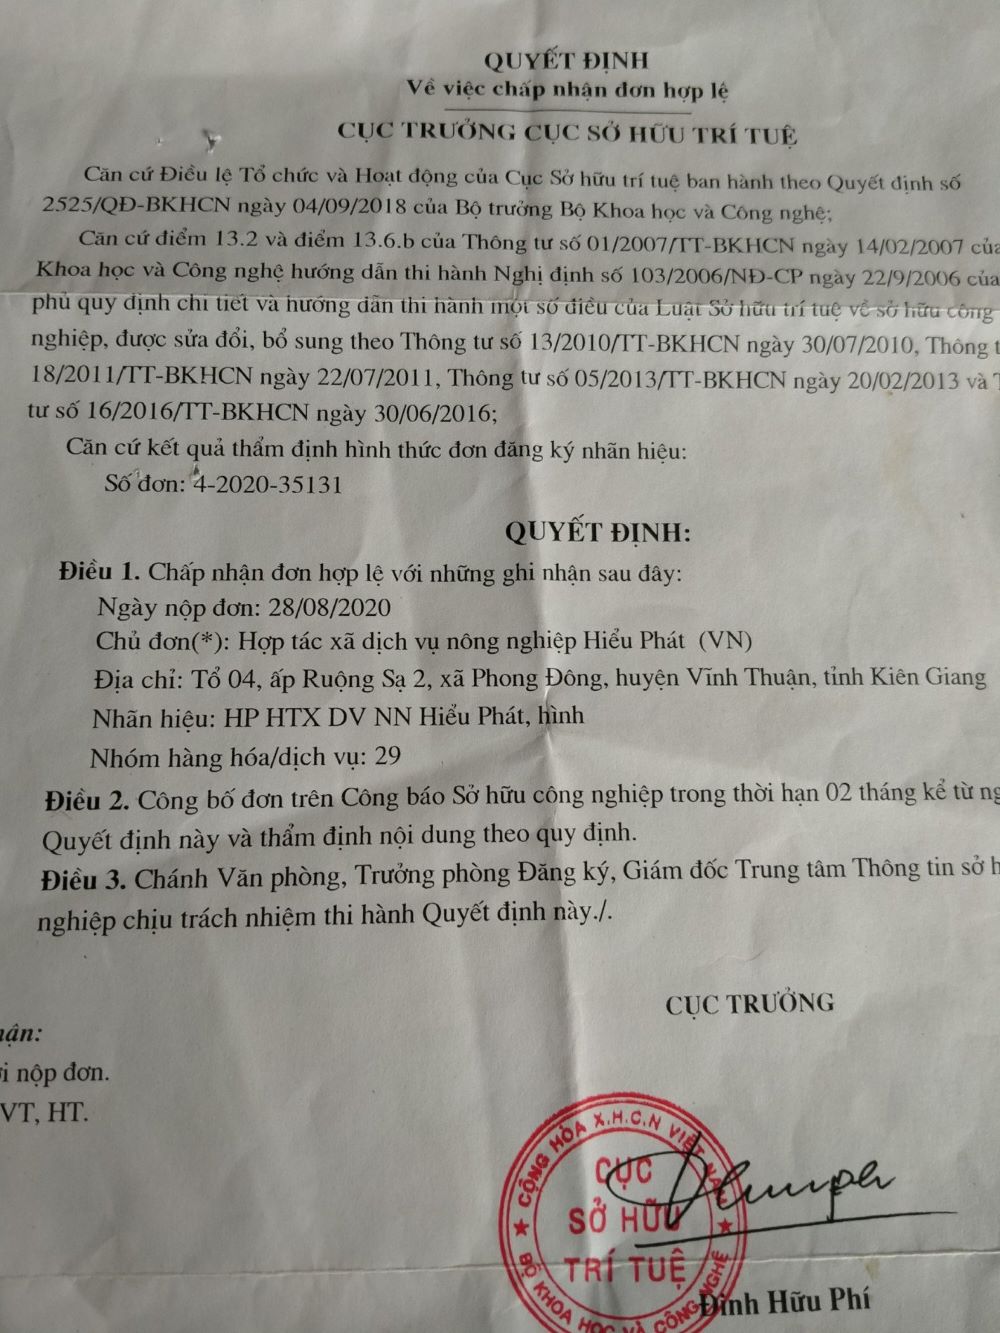 QUYẾT ĐỊNH
Về việc chấp nhận đơn hợp lệ
CỤC TRƯỞNG CỤC SỞ HỮU TRÍ TUỆ
Căn cứ Điều lệ Tổ chức và Hoạt động của Cục Sở hữu trí tuệ ban hành theo Quyết định số
2525/QĐ-BKHCN ngày 04/09/2018 của Bộ trưởng Bộ Khoa học và Công nghệ;
Căn cứ điểm 13.2 và điểm 13.6.b của Thông tư số 01/2007/TT-BKHCN ngày 14/02/2007 của
Khoa học và Công nghệ hướng dẫn thi hành Nghị định số 103/2006/NĐ-CP ngày 22/9/2006 của
phủ quy định chi tiết và hướng dẫn thi hành một số điều của Luật Sở hữu trí tuệ về sở hữu công
nghiệp, được sửa đổi, bổ sung theo Thông tư số 13/2010/TT-BKHCN ngày 30/07/2010, Thông t
18/2011/TT-BKHCN ngày 22/07/2011, Thông tư số 05/2013/TT-BKHCN ngày 20/02/2013 và T
tư số 16/2016/TT-BKHCN ngày 30/06/2016;
Căn cứ kết quả thẩm định hình thức đơn đăng ký nhãn hiệu:
Số đơn: 4-2020-35131
QUYẾT ĐỊNH:
Điều 1. Chấp nhận đơn hợp lệ với những ghi nhận sau đây:
Ngày nộp đơn: 28/08/2020
Chủ đơn(*): Hợp tác xã dịch vụ nông nghiệp Hiểu Phát (VN)
Địa chỉ: Tổ 04, ấp Ruộng Sạ 2, xã Phong Đông, huyện Vĩnh Thuận, tỉnh Kiên Giang
Nhãn hiệu: HP HTX DV NN Hiểu Phát, hình
Nhóm hàng hóa/dịch vụ: 29
Điều 2. Công bố đơn trên Công báo Sở hữu công nghiệp trong thời hạn 02 tháng kể từ ng
Quyết định này và thẩm định nội dung theo quy định.
Điều 3. Chánh Văn phòng, Trưởng phòng Đăng ký, Giám đốc Trung tâm Thông tin sở h
nghiệp chịu trách nhiệm thi hành Quyết định này./.
CỤC TRƯỞNG
hận:
i nộp đơn.
VT, HT.
CỘNG HÒA X.H.C.N VIỆT NAM
CỤC
SỞ HỮU
TRÍ TUỆ
BỘ KHOA HỌC VÀ CÔNG NGHỆ
Đinh Hữu Phí